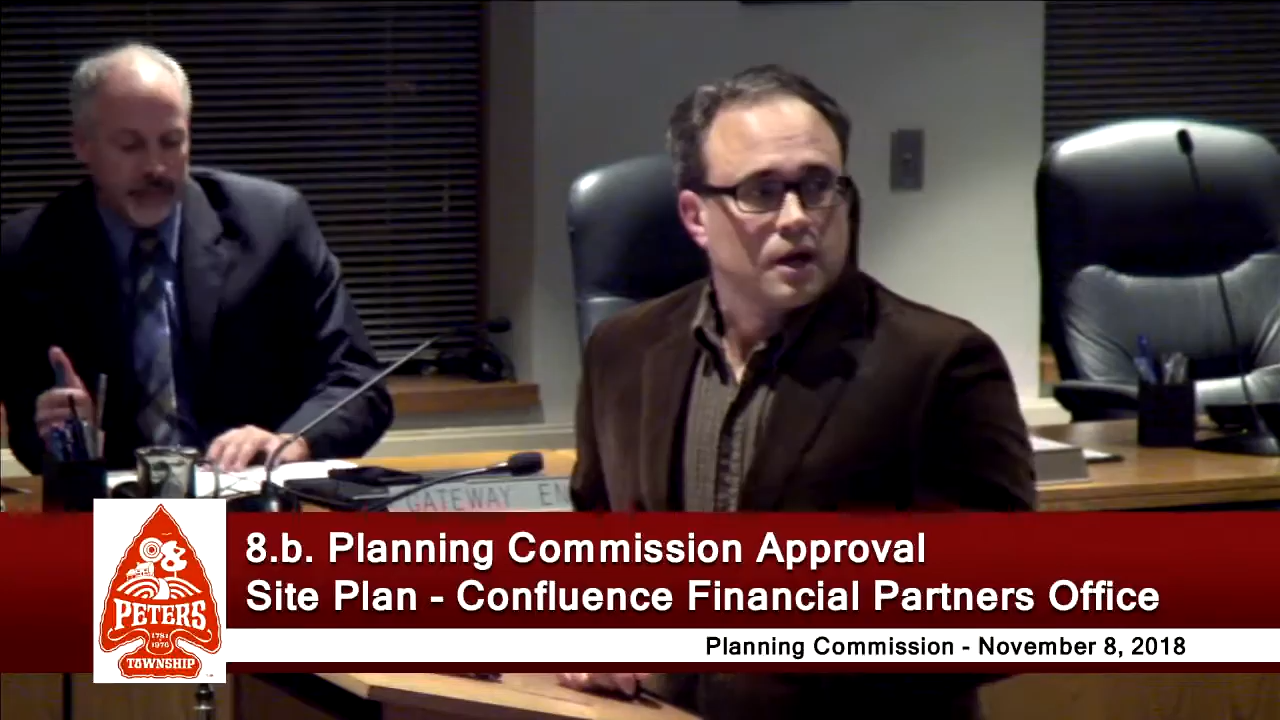 GATEWAY EN
8.b. Planning Commission Approval
Site Plan - Confluence Financial Partners Office
Planning Commission - November 8, 2018
PETERS
1781
1976
TOWNSHIP